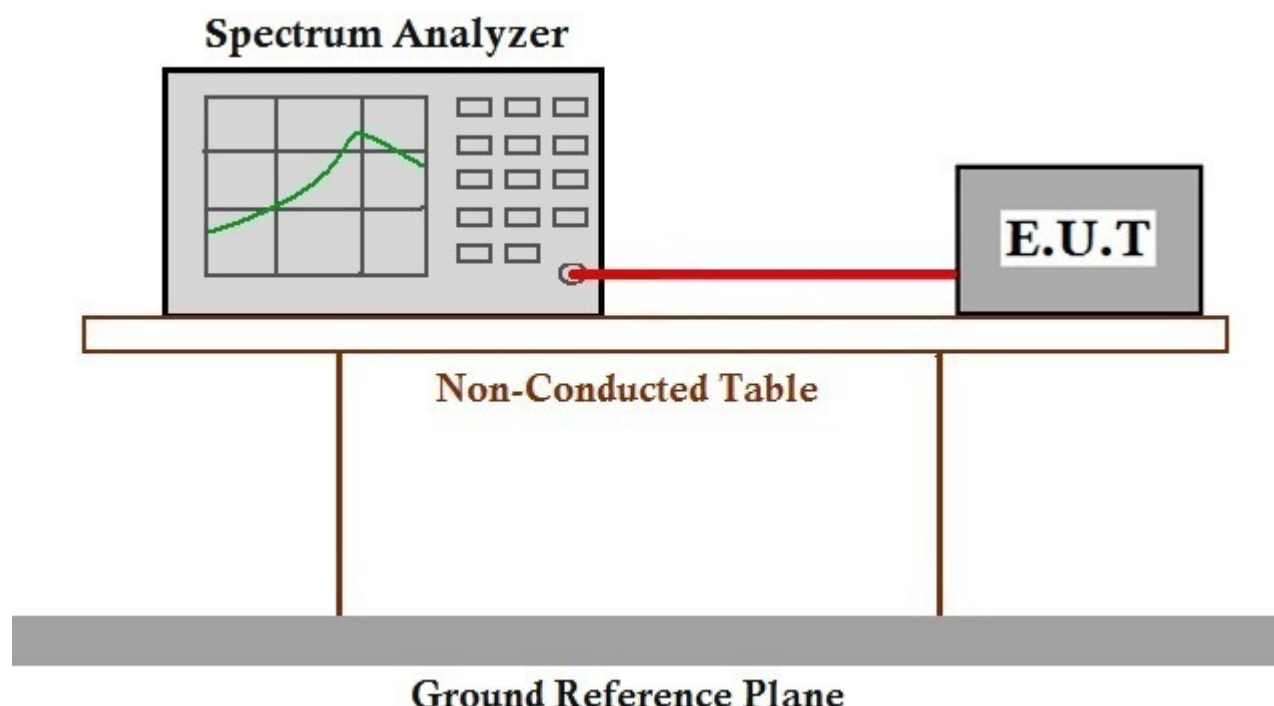 Spectrum Analyzer
E.U.T
Non-Conducted Table
Ground Reference Plane